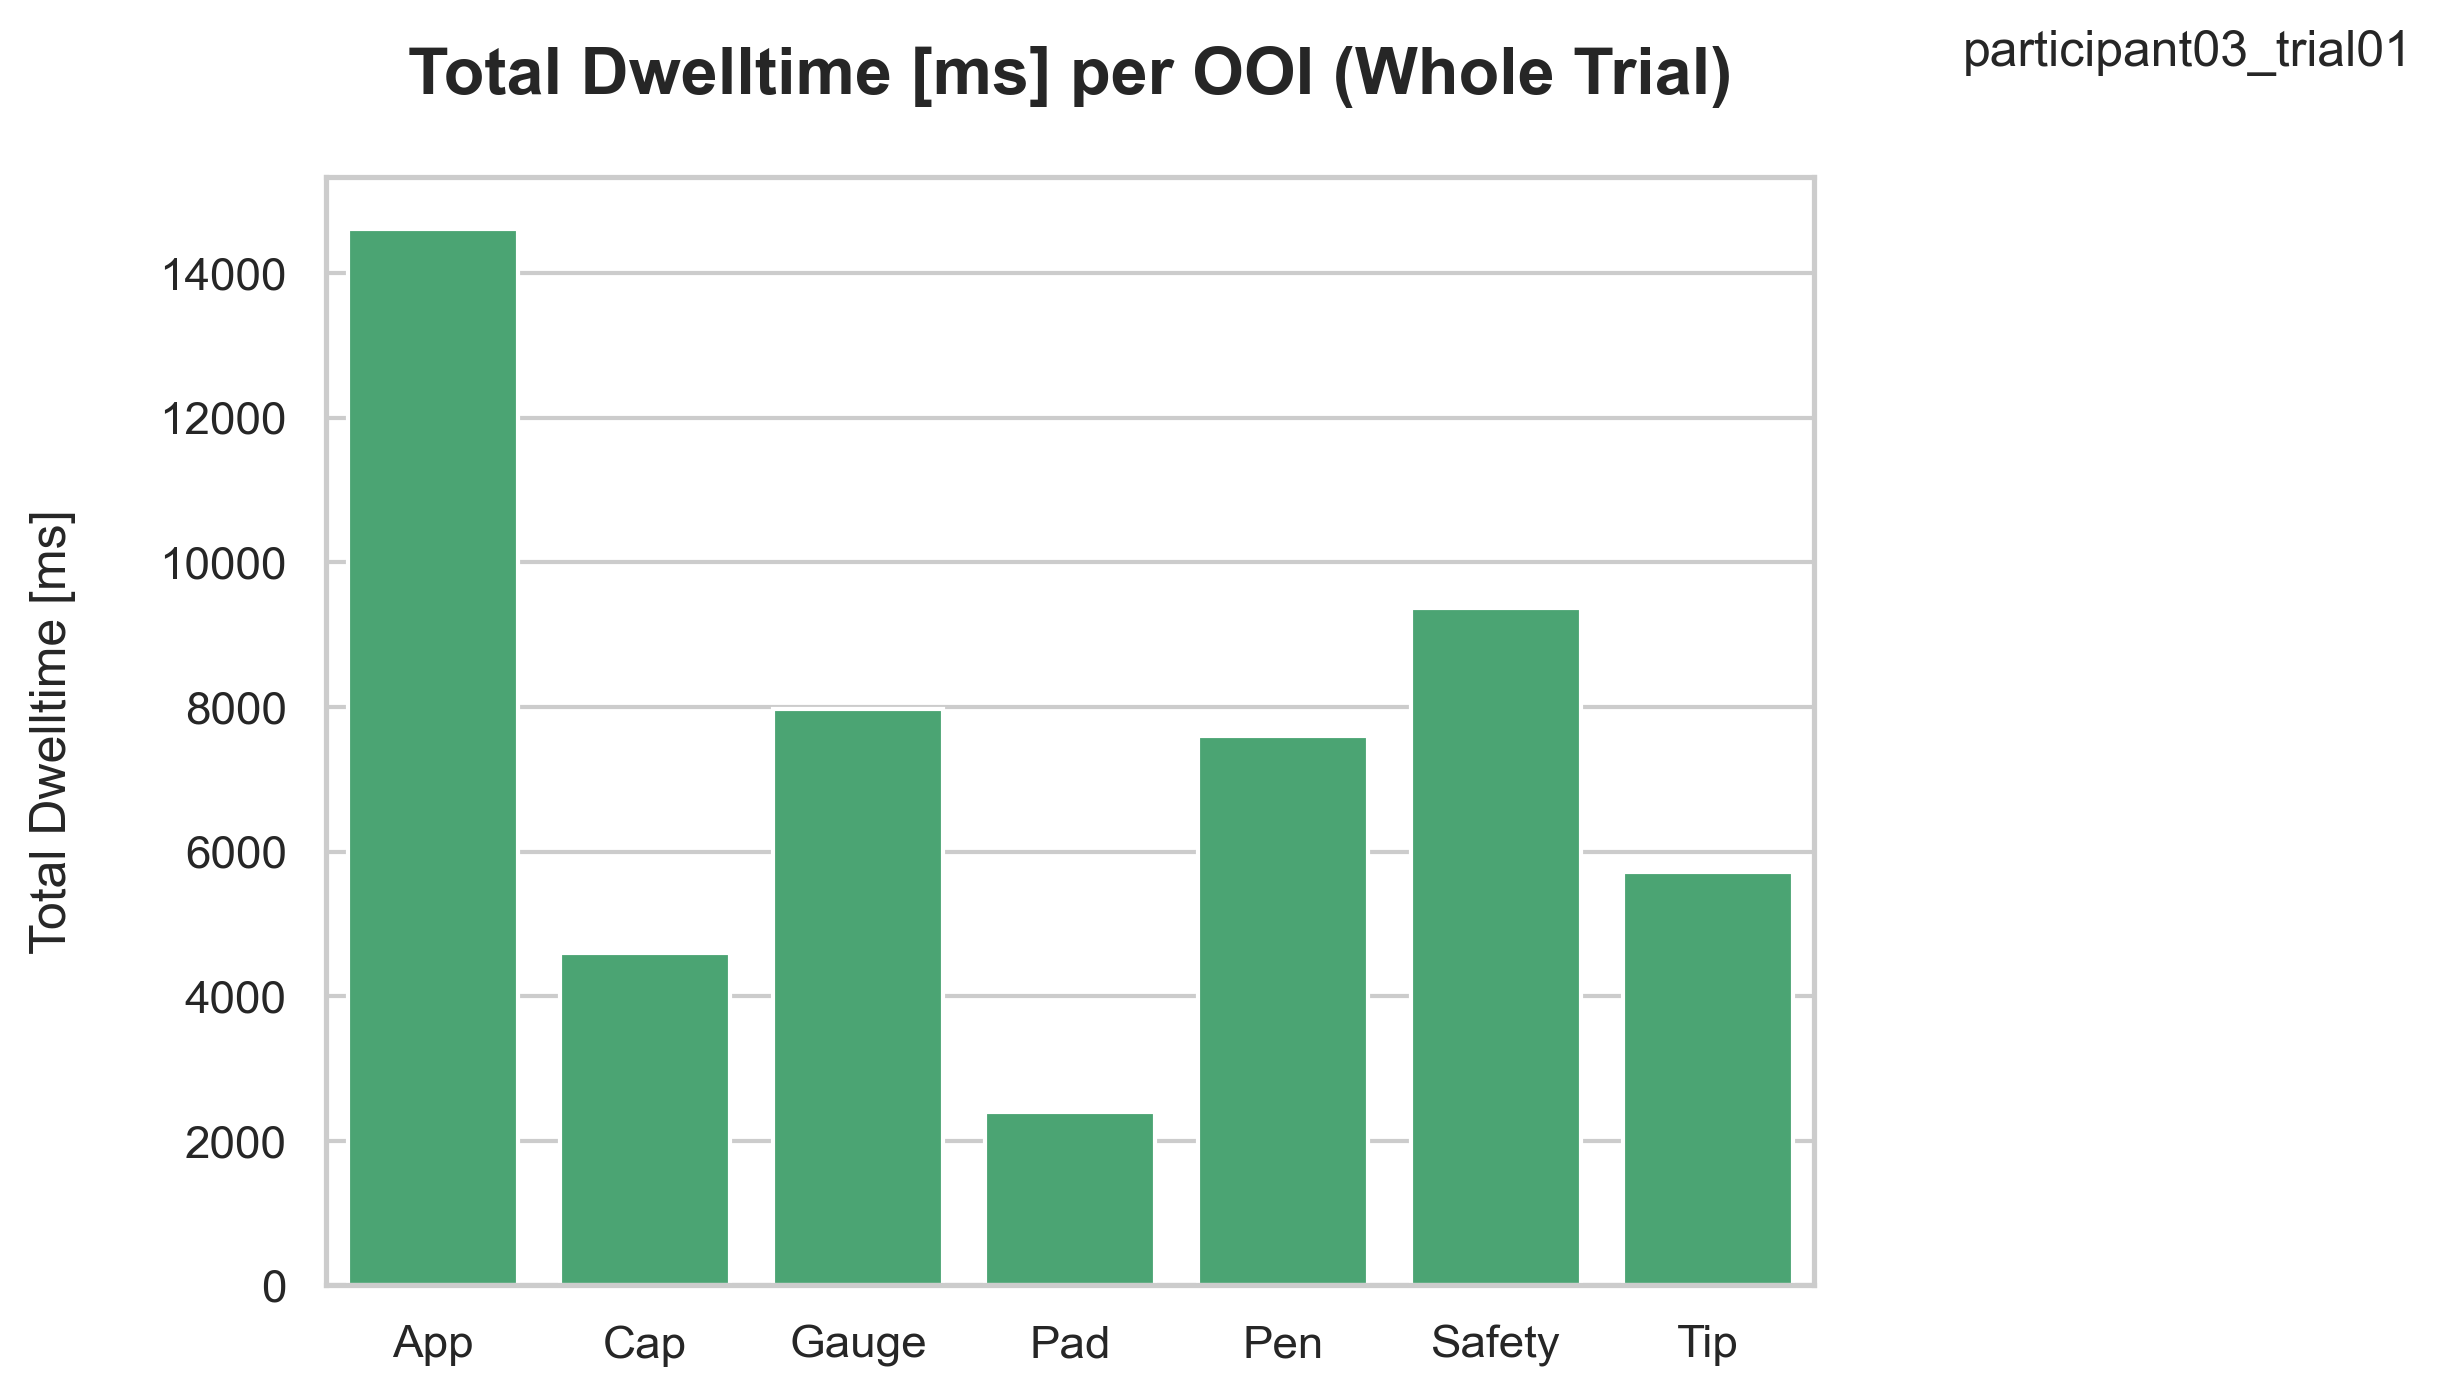 Total Dwelltime [ms] per OOI (Whole Trial)
participant03_trial01
Total Dwelltime [ms]
14000
12000
10000
8000
6000
4000
2000
0
App Cap Gauge Pad Pen Safety Tip